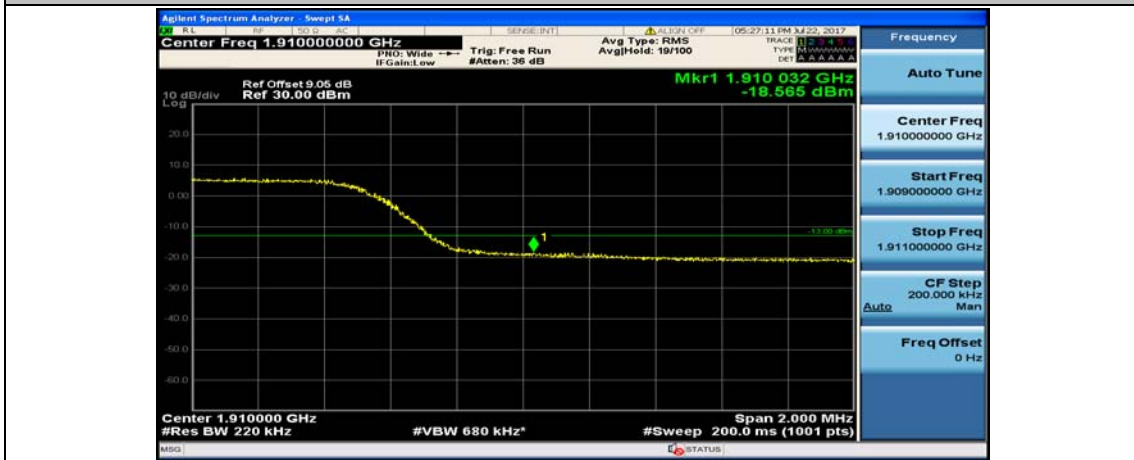 Agilent Spectrum Analyzer - Swept SA
RL RF 50 Ω AC SENSE:INT ALIGN OFF 05:27:11 PM Jul 22, 2017
Center Freq 1.910000000 GHz
PNO: Wide
IFGain:Low
Trig: Free Run
#Atten: 36 dB
Avg Type: RMS
Avg|Hold: 19/100
TRACE 1 2 3 4 5 6
TYPE M
DET A A A A A A
Frequency
Ref Offset 9.05 dB
10 dB/div Ref 30.00 dBm
Log
Mkr1 1.910 032 GHz
-18.565 dBm
20.0
10.0
0.00
-10.0
-20.0
-30.0
-40.0
-50.0
-60.0
1
-13.00 dBm
Center 1.910000 GHz Span 2.000 MHz
#Res BW 220 kHz #VBW 680 kHz* #Sweep 200.0 ms (1001 pts)
MSG STATUS
Auto Tune
Center Freq
1.910000000 GHz
Start Freq
1.909000000 GHz
Stop Freq
1.911000000 GHz
CF Step
200.000 kHz
Auto Man
Freq Offset
0 Hz